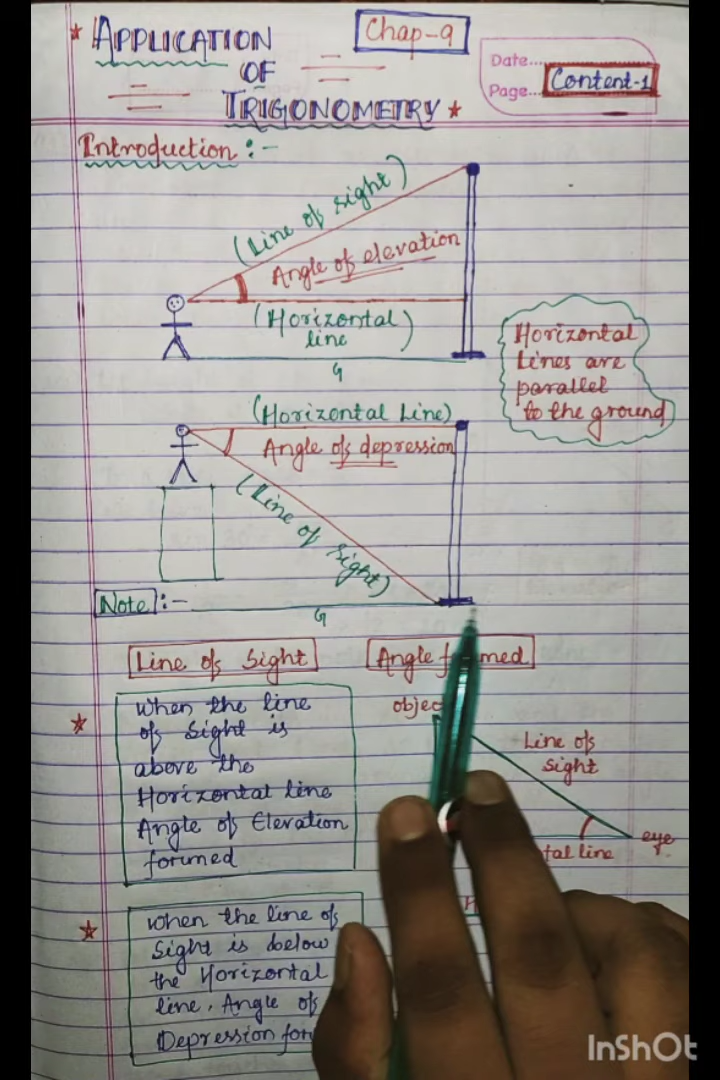 * APPLICATION
OF
TRIGONOMETRY *
Chap-9
Date....
Page... Content-1
Introduction :-
(Line of sight)
Angle of elevation
(Horizontal
line)
G
Horizontal
Lines are
parallel
to the ground
(Horizontal Line)
Angle of depression
(Line of sight)
Note :-
G
Line of Sight
Angle
When the line
of Sight is
above the
Horizontal line
Angle of Elevation
formed
Line of
sight
eye
line
When the line of
Sight is below
the Horizontal
line, Angle of
Depression
InShOt